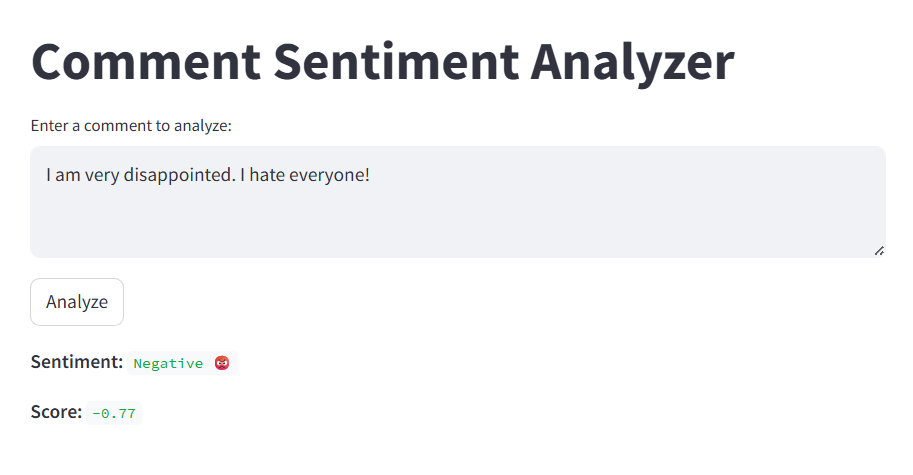 Comment Sentiment Analyzer
Enter a comment to analyze:
I am very disappointed. I hate everyone!
Analyze
Sentiment: Negative 😡
Score: -0.77